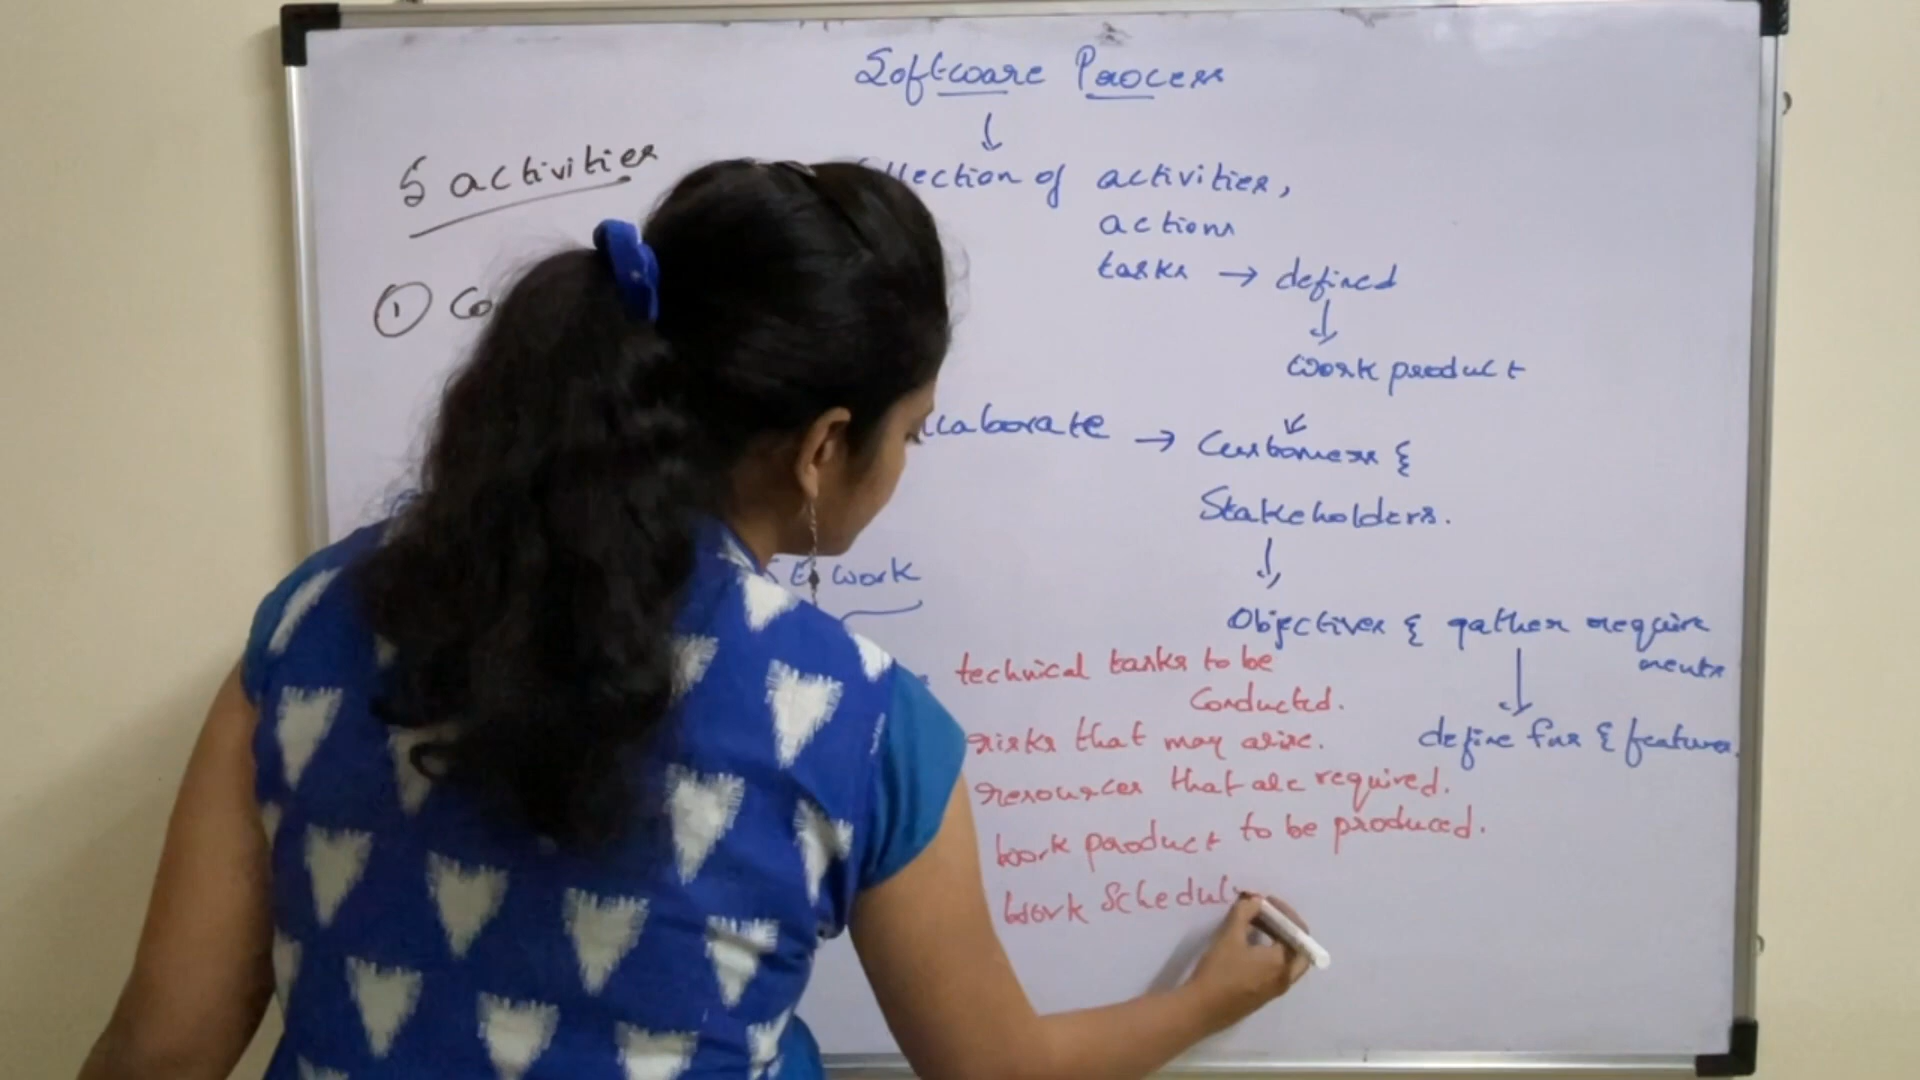 Software Process
5 activities
llection of activities,
actions
tasks → defined
① Co
work product
llaborate → Customers &
Stakeholders.
E work
Objectives & gather require
ments
technical tasks to be
Conducted.
risks that may arise.
define fns & features.
resources that are required.
work product to be produced.
work Schedul